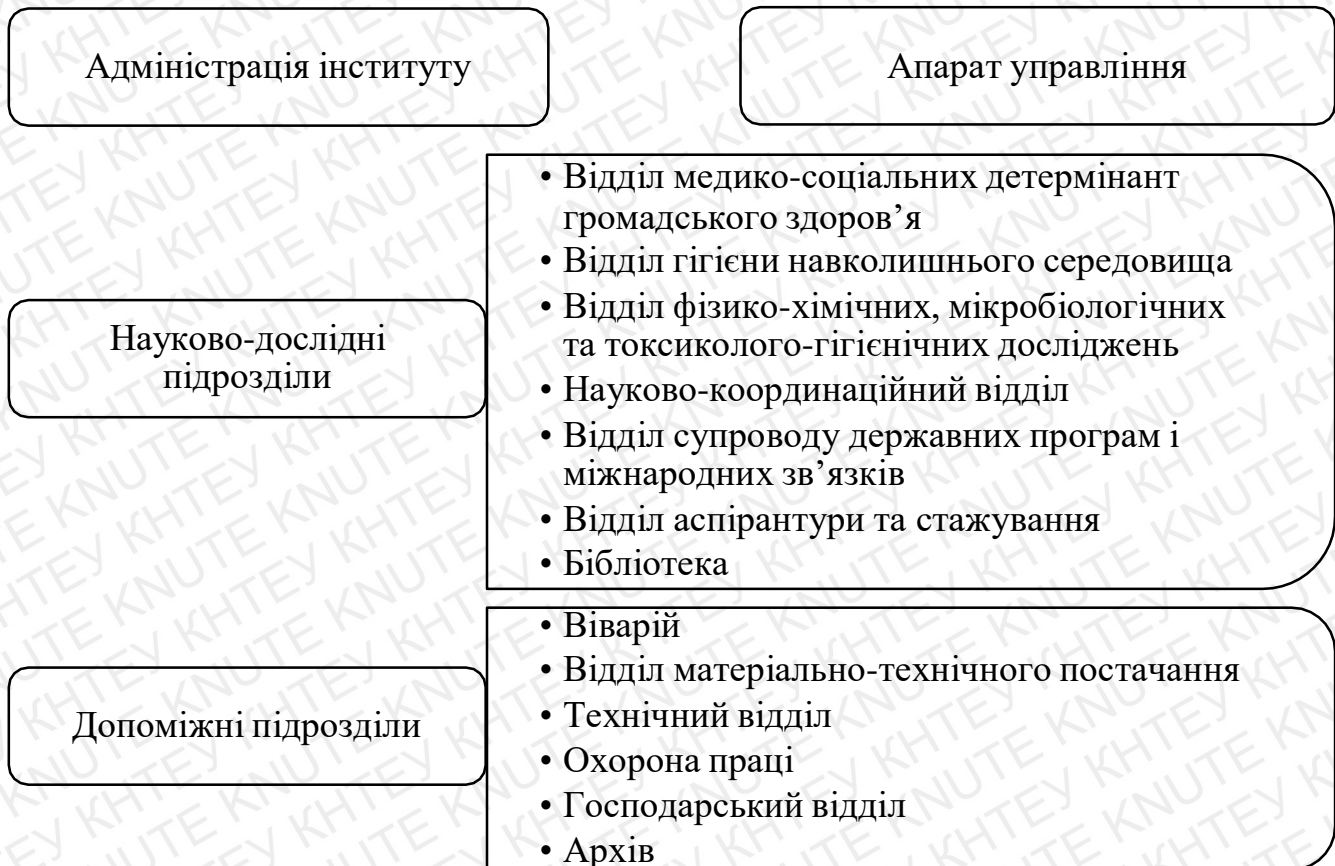 Адміністрація інституту
Апарат управління
Науково-дослідні
підрозділи
• Відділ медико-соціальних детермінант
громадського здоров’я
• Відділ гігієни навколишнього середовища
• Відділ фізико-хімічних, мікробіологічних
та токсиколого-гігієнічних досліджень
• Науково-координаційний відділ
• Відділ супроводу державних програм і
міжнародних зв’язків
• Відділ аспірантури та стажування
• Бібліотека
Допоміжні підрозділи
• Віварій
• Відділ матеріально-технічного постачання
• Технічний відділ
• Охорона праці
• Господарський відділ
• Архів